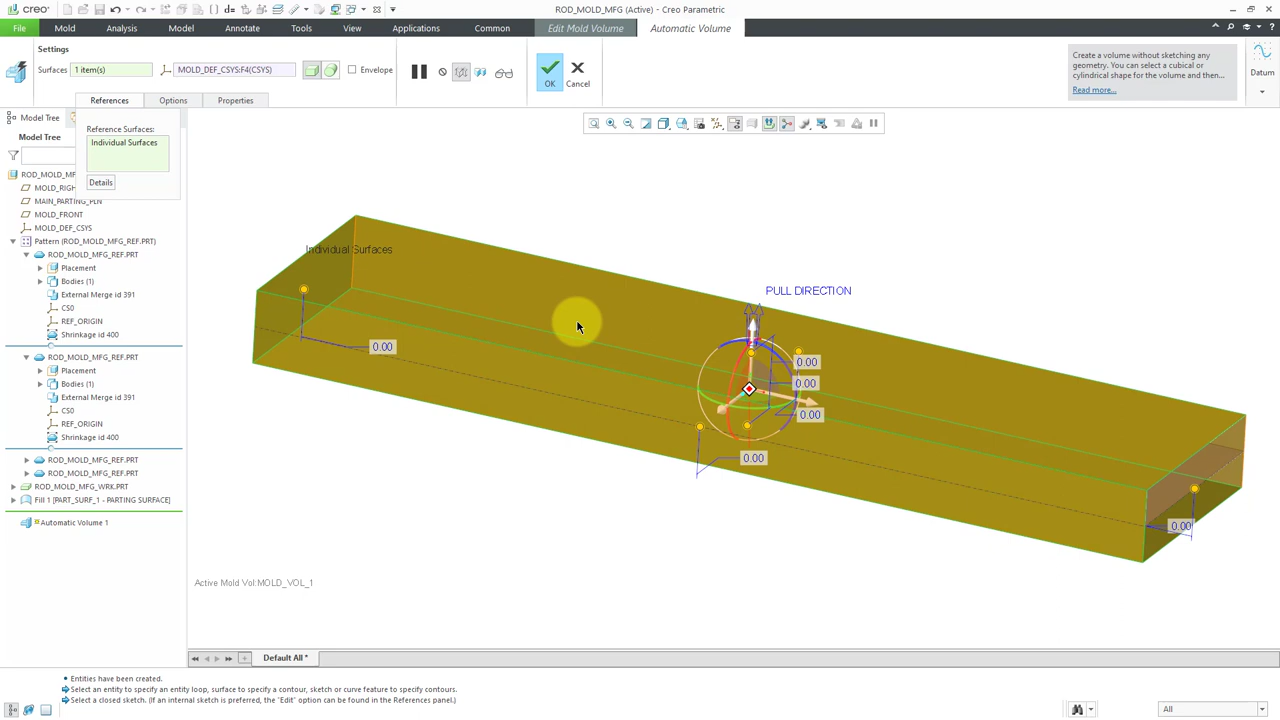 creo
ROD_MOLD_MFG (Active) - Creo Parametric
File
Mold
Analysis
Model
Annotate
Tools
View
Applications
Common
Edit Mold Volume
Automatic Volume
Settings
Surfaces
1 item(s)
MOLD_DEF_CSYS:F4(CSYS)
Envelope
OK
Cancel
Create a volume without sketching any
geometry. You can select a cubical or
cylindrical shape for the volume and then...
Read more...
Datum
References
Options
Properties
Model Tree
Reference Surfaces:
Individual Surfaces
Details
Model Tree
ROD_MOLD_MF
MOLD_RIGH
MAIN_PARTING_PLN
MOLD_FRONT
MOLD_DEF_CSYS
Pattern (ROD_MOLD_MFG_REF.PRT)
ROD_MOLD_MFG_REF.PRT
Placement
Bodies (1)
External Merge id 391
CS0
REF_ORIGIN
Shrinkage id 400
ROD_MOLD_MFG_REF.PRT
Placement
Bodies (1)
External Merge id 391
CS0
REF_ORIGIN
Shrinkage id 400
ROD_MOLD_MFG_REF.PRT
ROD_MOLD_MFG_REF.PRT
ROD_MOLD_MFG_WRK.PRT
Fill 1 [PART_SURF_1 - PARTING SURFACE]
Automatic Volume 1
Individual Surfaces
PULL DIRECTION
0.00
0.00
0.00
0.00
0.00
0.00
Active Mold Vol:MOLD_VOL_1
Default All *
Entities have been created.
Select an entity to specify an entity loop, surface to specify a contour, sketch or curve feature to specify contours.
Select a closed sketch. (If an internal sketch is preferred, the 'Edit' option can be found in the References panel.)
All